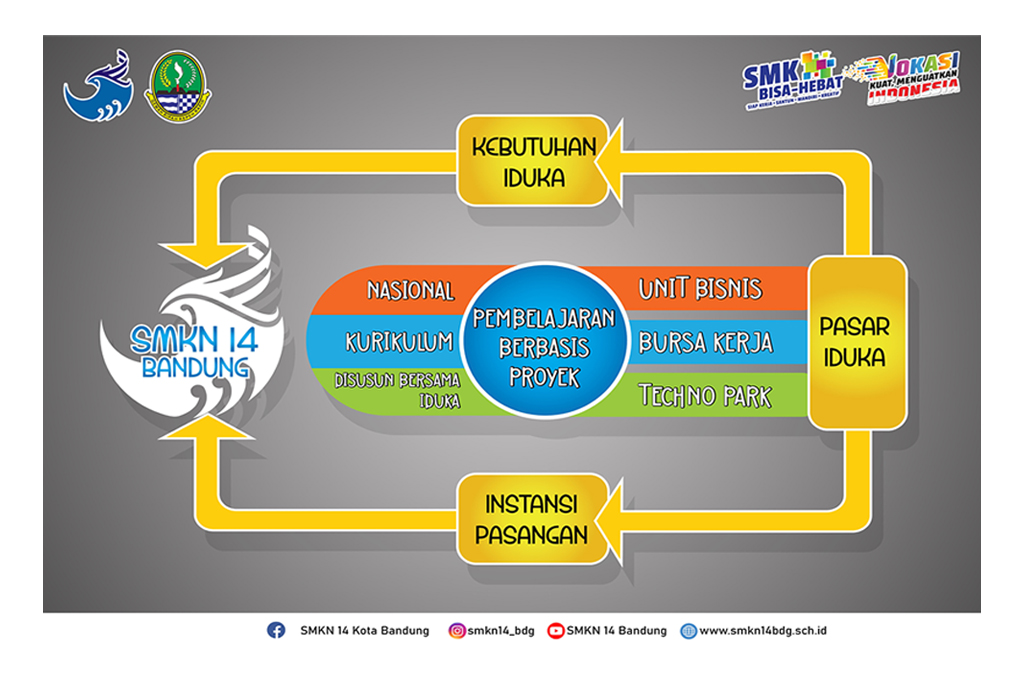 SMK
BISA-HEBAT
SIAP KERJA • SANTUN • MANDIRI • KREATIF
VOKASI
KUAT, MENGUATKAN
INDONESIA
KEBUTUHAN
IDUKA
SMKN 14
BANDUNG
NASIONAL
KURIKULUM
DISUSUN BERSAMA
IDUKA
PEMBELAJARAN
BERBASIS
PROYEK
UNIT BISNIS
BURSA KERJA
TECHNO PARK
PASAR
IDUKA
INSTANSI
PASANGAN
SMKN 14 Kota Bandung smkn14_bdg SMKN 14 Bandung www.smkn14bdg.sch.id